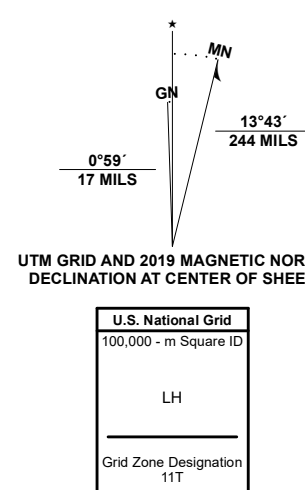 ★
MN
GN
13°43´
244 MILS
0°59´
17 MILS
UTM GRID AND 2019 MAGNETIC NOR
DECLINATION AT CENTER OF SHEE
U.S. National Grid
100,000 - m Square ID
LH
Grid Zone Designation
11T